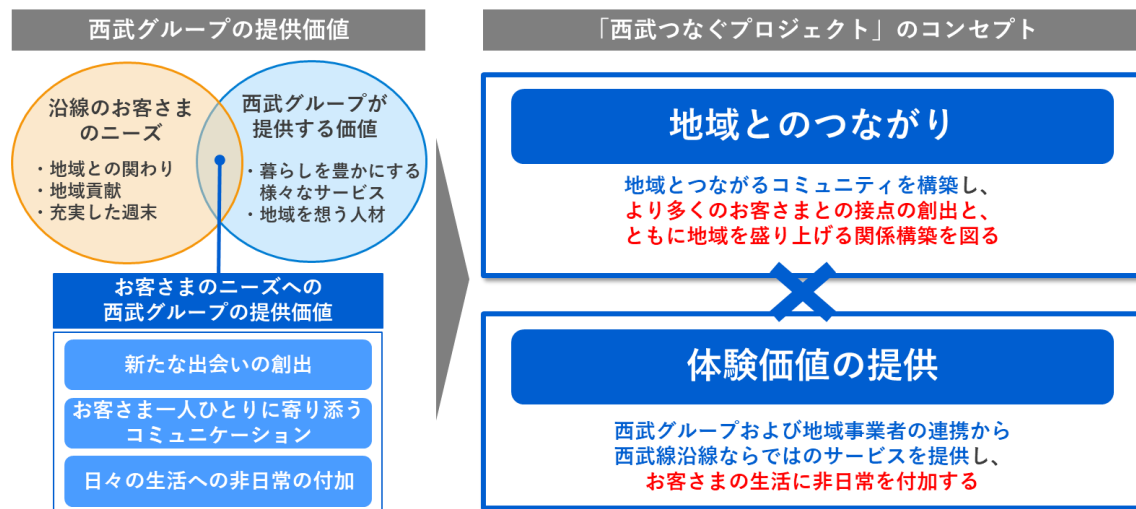 西武グループの提供価値
沿線のお客さま
のニーズ
・地域との関わり
・地域貢献
・充実した週末
西武グループが
提供する価値
・暮らしを豊かにする
様々なサービス
・地域を想う人材
お客さまのニーズへの
西武グループの提供価値
新たな出会いの創出
お客さま一人ひとりに寄り添う
コミュニケーション
日々の生活への非日常の付加
「西武つなぐプロジェクト」のコンセプト
地域とのつながり
地域とつながるコミュニティを構築し、
より多くのお客さまとの接点の創出と、
ともに地域を盛り上げる関係構築を図る
体験価値の提供
西武グループおよび地域事業者の連携から
西武線沿線ならではのサービスを提供し、
お客さまの生活に非日常を付加する